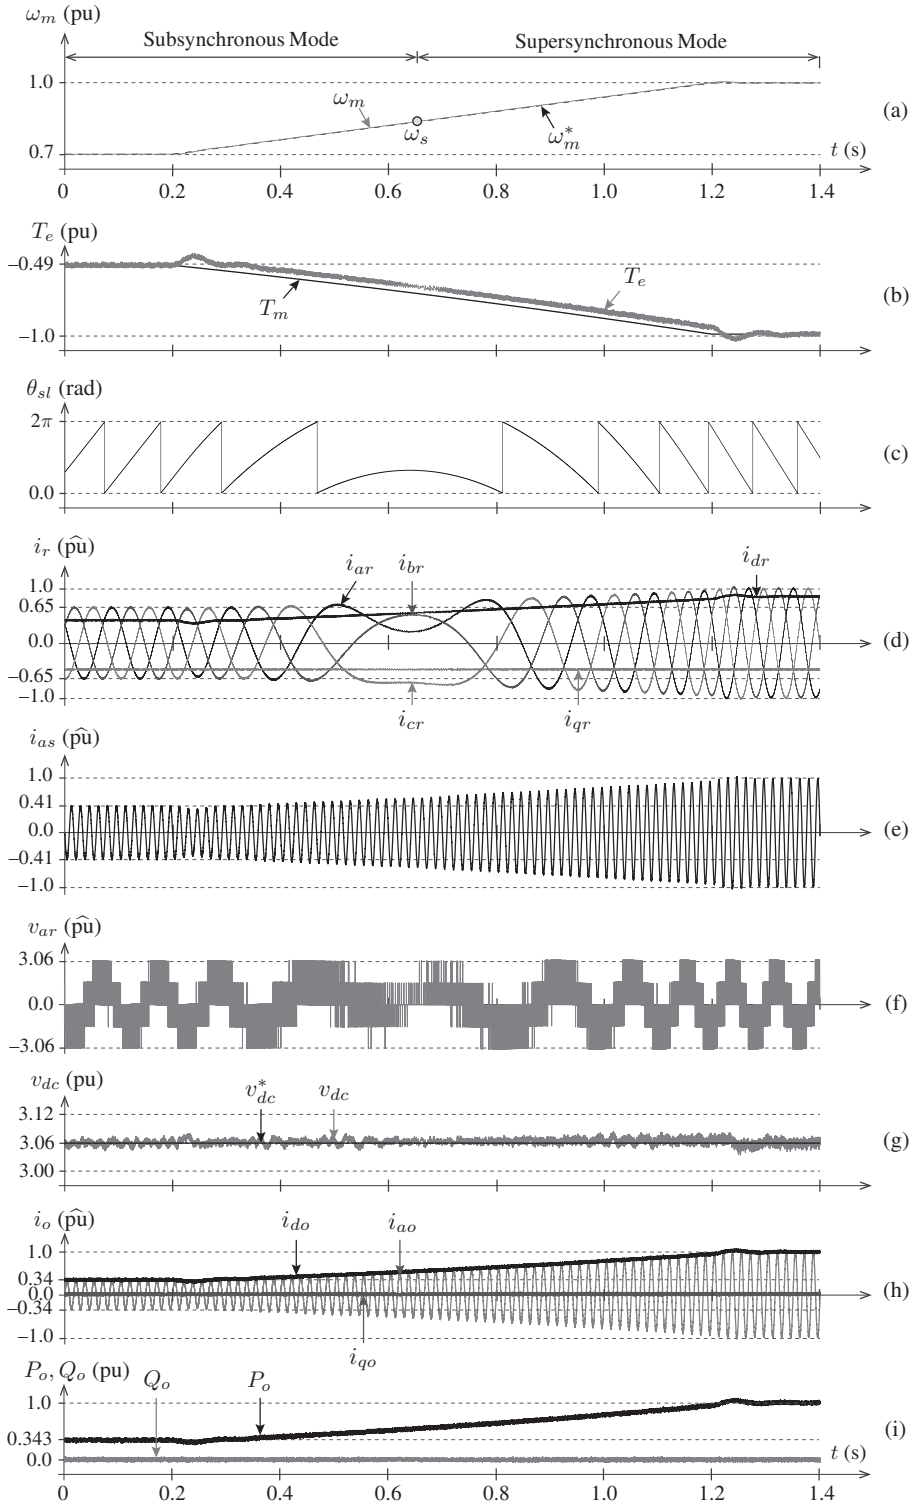 ω_m (pu)
Subsynchronous Mode
Supersynchronous Mode
1.0
ω_m
ω_s
ω_m^*
(a)
0.7
t (s)
0 0.2 0.4 0.6 0.8 1.0 1.2 1.4
T_e (pu)
−0.49
T_m
T_e
(b)
−1.0
θ_sl (rad)
2π
(c)
0.0
i_r (p̂u)
i_ar
i_br
i_dr
1.0
0.65
0.0
(d)
−0.65
−1.0
i_cr
i_qr
i_as (p̂u)
1.0
0.41
0.0
(e)
−0.41
−1.0
v_ar (p̂u)
3.06
0.0
(f)
−3.06
v_dc (pu)
v_dc^*
v_dc
3.12
3.06
(g)
3.00
i_o (p̂u)
i_do
i_ao
1.0
0.34
0.0
(h)
−0.34
−1.0
i_qo
P_o, Q_o (pu)
Q_o
P_o
1.0
(i)
0.343
0.0
t (s)
0 0.2 0.4 0.6 0.8 1.0 1.2 1.4